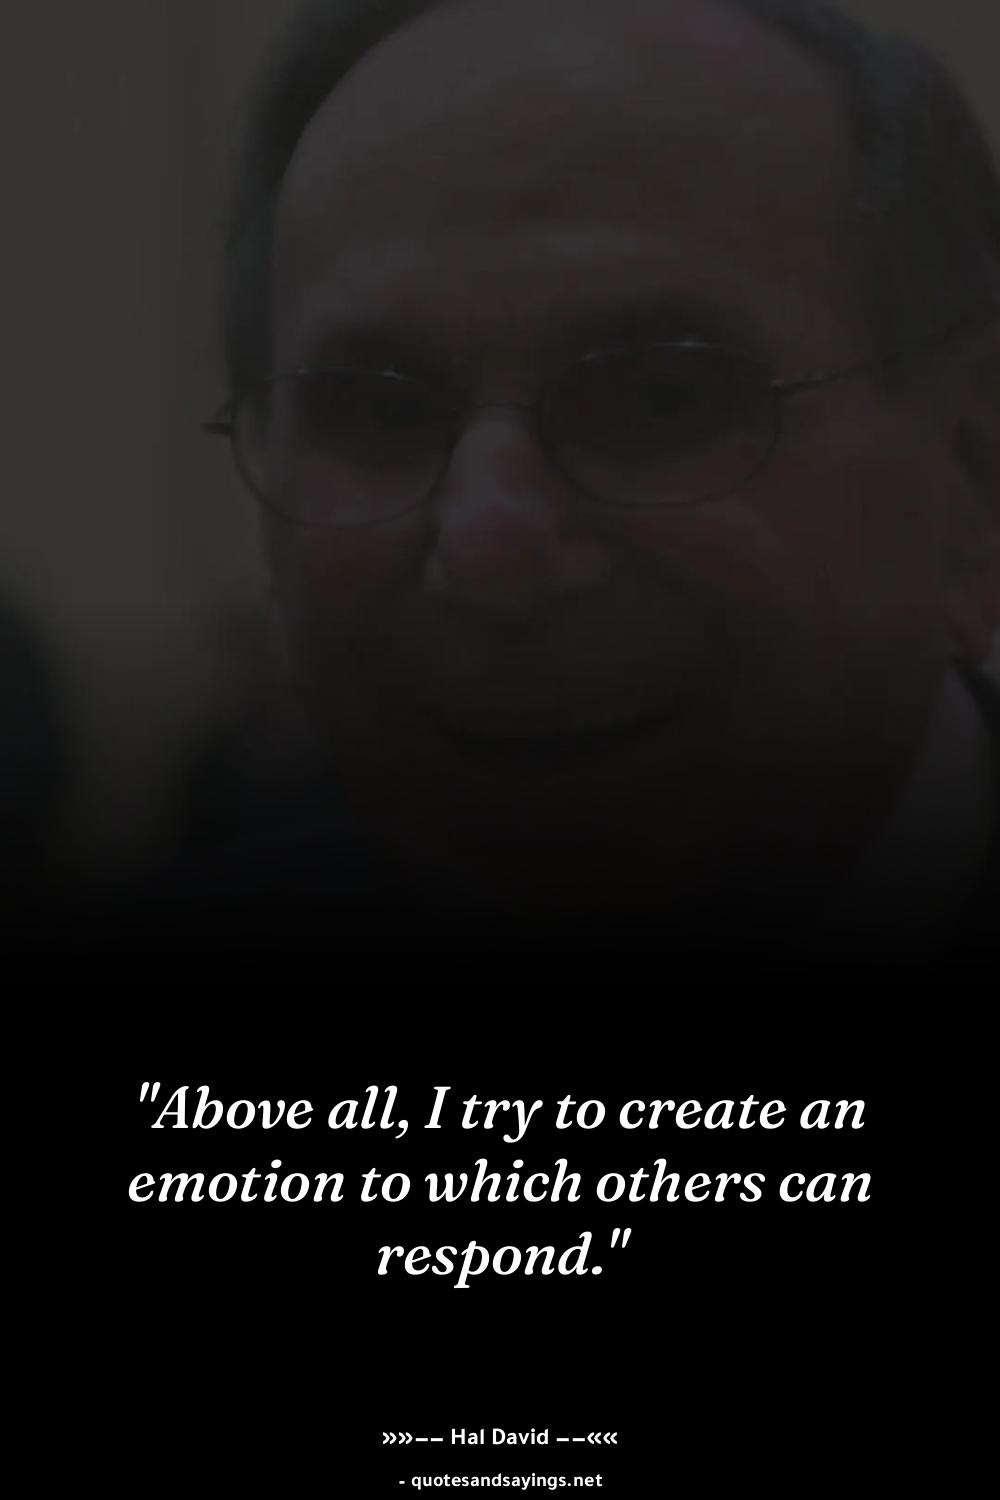 "Above all, I try to create an
emotion to which others can
respond."
»»−− Hal David −−««
- quotesandsayings.net